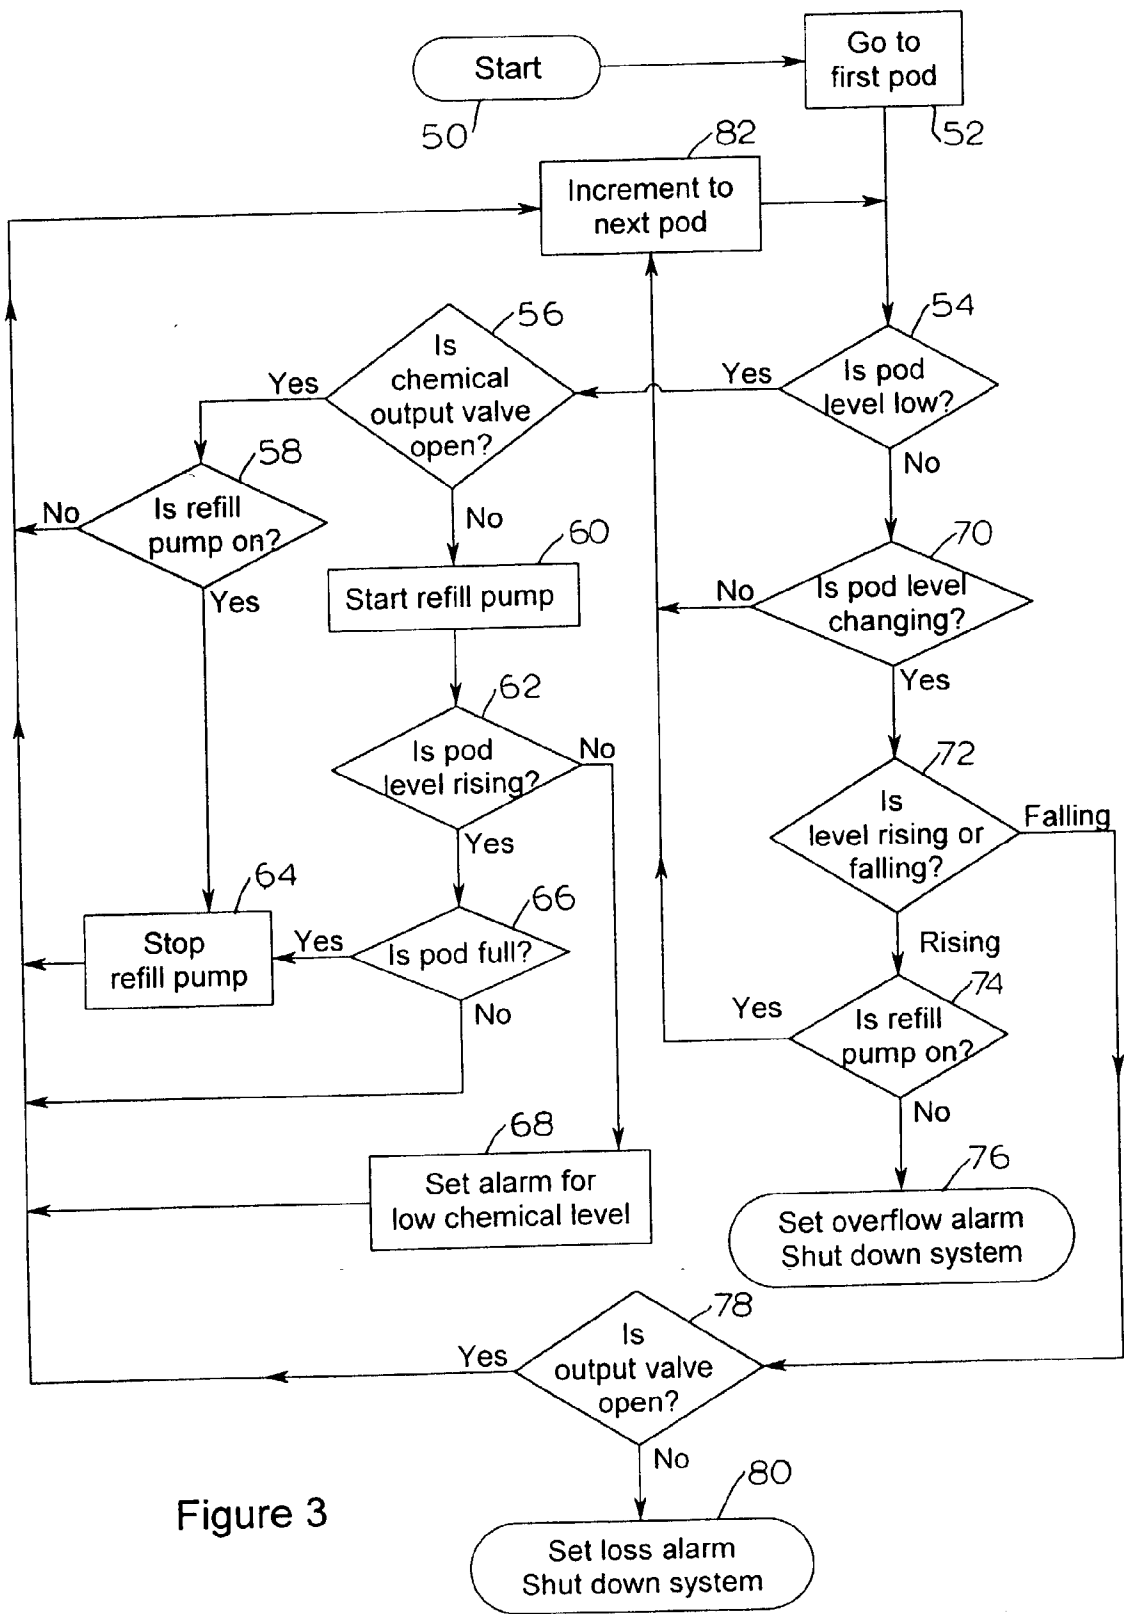 Start
50
Go to
first pod
52
82
Increment to
next pod
54
Is pod
level low?
Yes
No
56
Is
chemical
output valve
open?
Yes
No
58
Is refill
pump on?
No
Yes
60
Start refill pump
62
Is pod
level rising?
No
Yes
64
Stop
refill pump
66
Is pod full?
Yes
No
68
Set alarm for
low chemical level
70
Is pod level
changing?
No
Yes
72
Is
level rising or
falling?
Falling
Rising
74
Is refill
pump on?
Yes
No
76
Set overflow alarm
Shut down system
78
Is
output valve
open?
Yes
No
80
Set loss alarm
Shut down system
Figure 3